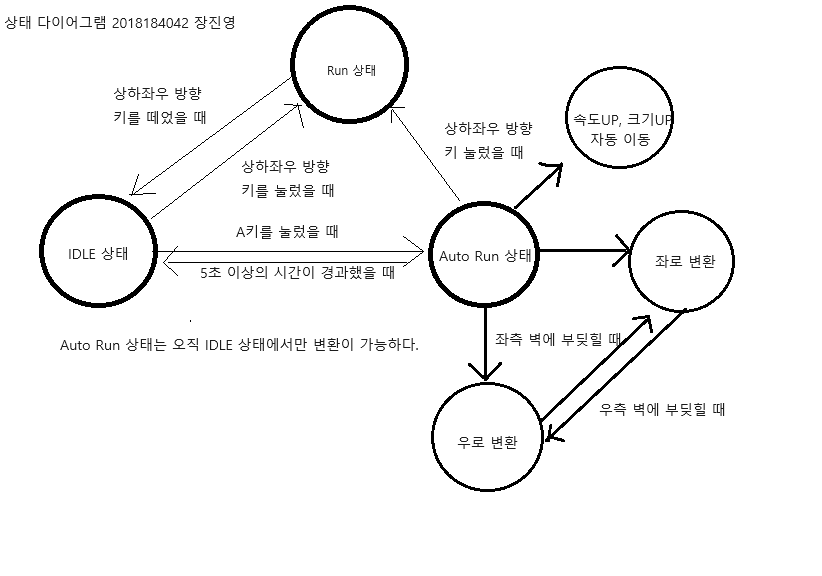 상태 다이어그램 2018184042 장진영
Run 상태
상하좌우 방향
키를 떼었을 때
상하좌우 방향
키를 눌렀을 때
상하좌우 방향
키 눌렀을 때
속도UP, 크기UP
자동 이동
IDLE 상태
A키를 눌렀을 때
5초 이상의 시간이 경과했을 때
Auto Run 상태
좌로 변환
Auto Run 상태는 오직 IDLE 상태에서만 변환이 가능하다.
좌측 벽에 부딪힐 때
우측 벽에 부딪힐 때
우로 변환